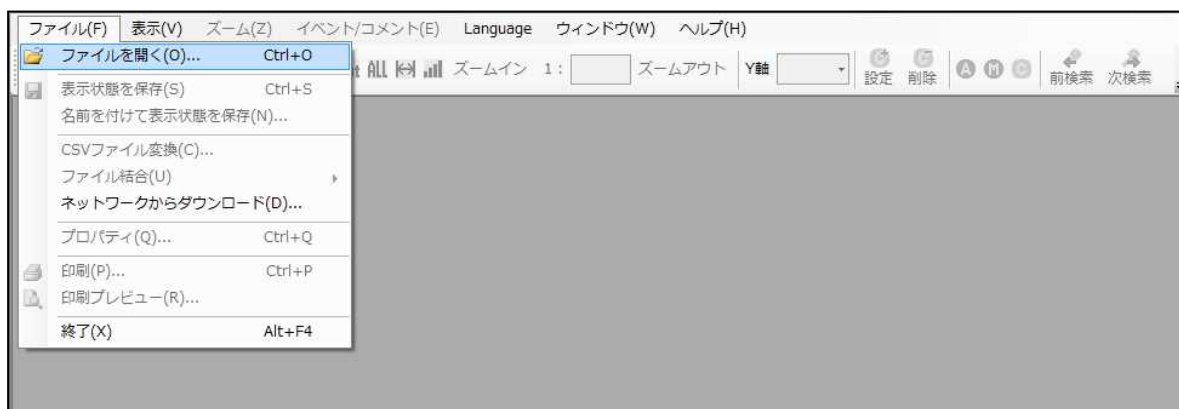 ファイル(F) 表示(V) ズーム(Z) イベント/コメント(E) Language ウィンドウ(W) ヘルプ(H)
ファイルを開く(O)... Ctrl+O
ALL ズームイン 1: ズームアウト Y軸 設定 削除 A M C 前検索 次検索
表示状態を保存(S) Ctrl+S
名前を付けて表示状態を保存(N)...
CSVファイル変換(C)...
ファイル結合(U)
ネットワークからダウンロード(D)...
プロパティ(Q)... Ctrl+Q
印刷(P)... Ctrl+P
印刷プレビュー(R)...
終了(X) Alt+F4